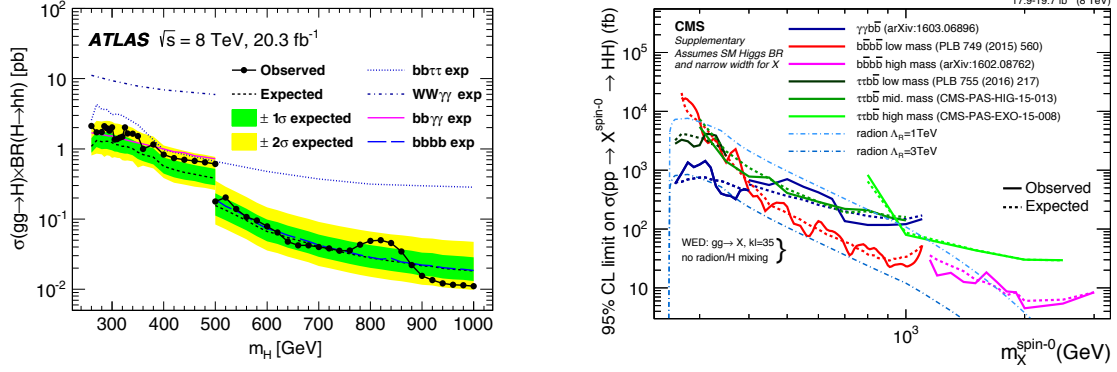 ATLAS √s = 8 TeV, 20.3 fb⁻¹
Observed
Expected
± 1σ expected
± 2σ expected
bbττ exp
WWγγ exp
bbγγ exp
bbbb exp
σ(gg→H)×BR(H→hh) [pb]
10
1
10⁻¹
10⁻²
300 400 500 600 700 800 900 1000
m_H [GeV]
(8 TeV)
CMS
Supplementary
Assumes SM Higgs BR
and narrow width for X
γγbb̄ (arXiv:1603.06896)
bb̄bb̄ low mass (PLB 749 (2015) 560)
bb̄bb̄ high mass (arXiv:1602.08762)
ττbb̄ low mass (PLB 755 (2016) 217)
ττbb̄ mid. mass (CMS-PAS-HIG-15-013)
ττbb̄ high mass (CMS-PAS-EXO-15-008)
radion Λ_R=1TeV
radion Λ_R=3TeV
Observed
Expected
WED: gg→ X, kl=35
no radion/H mixing
95% CL limit on σ(pp → X^spin-0 → HH) (fb)
10⁵
10⁴
10³
10²
10
10³
m_X^spin-0 (GeV)